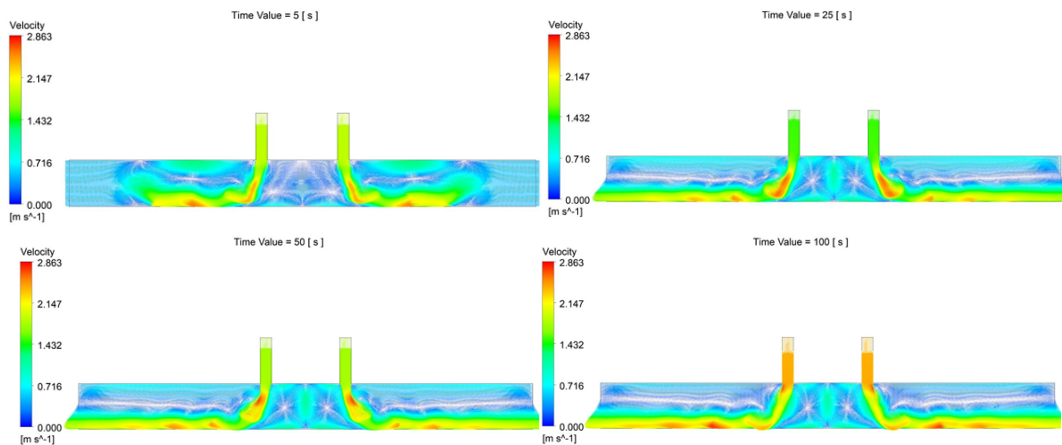 Time Value = 5 [ s ]
Velocity
2.863
2.147
1.432
0.716
0.000
[m s^-1]
Time Value = 25 [ s ]
Velocity
2.863
2.147
1.432
0.716
0.000
[m s^-1]
Time Value = 50 [ s ]
Velocity
2.863
2.147
1.432
0.716
0.000
[m s^-1]
Time Value = 100 [ s ]
Velocity
2.863
2.147
1.432
0.716
0.000
[m s^-1]